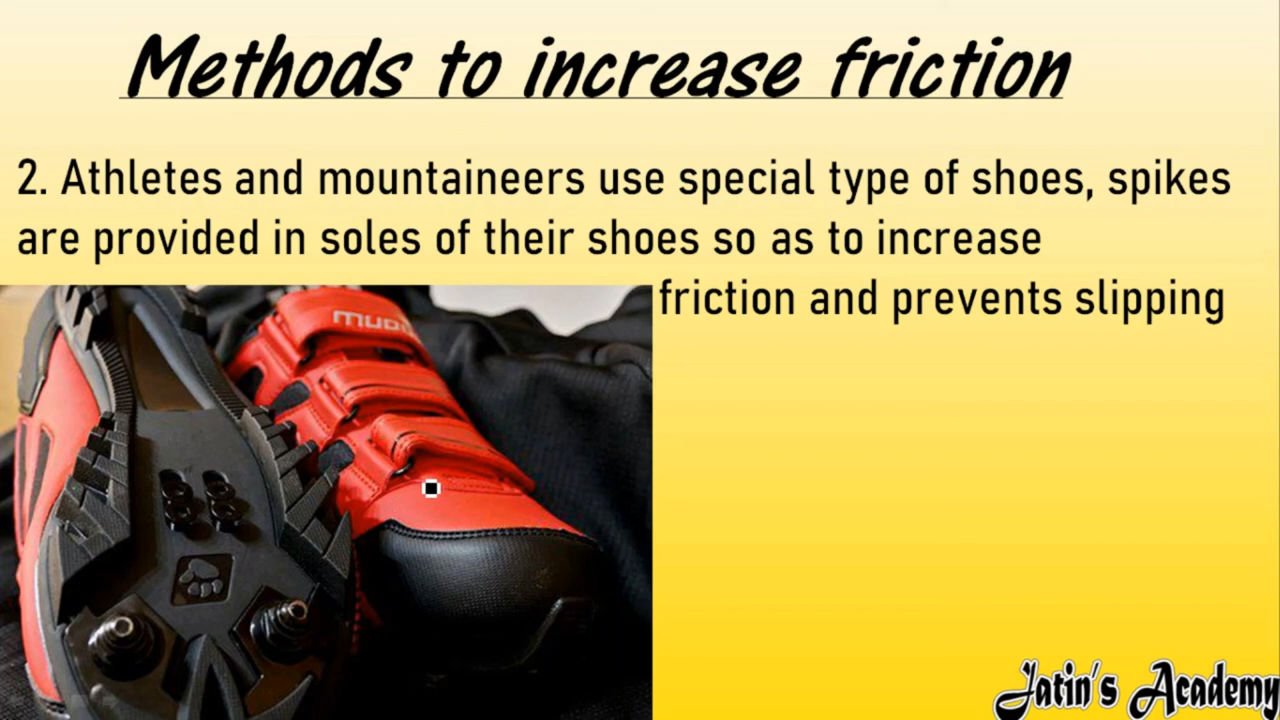 Methods to increase friction
2. Athletes and mountaineers use special type of shoes, spikes
are provided in soles of their shoes so as to increase
friction and prevents slipping
Jatin's Academy